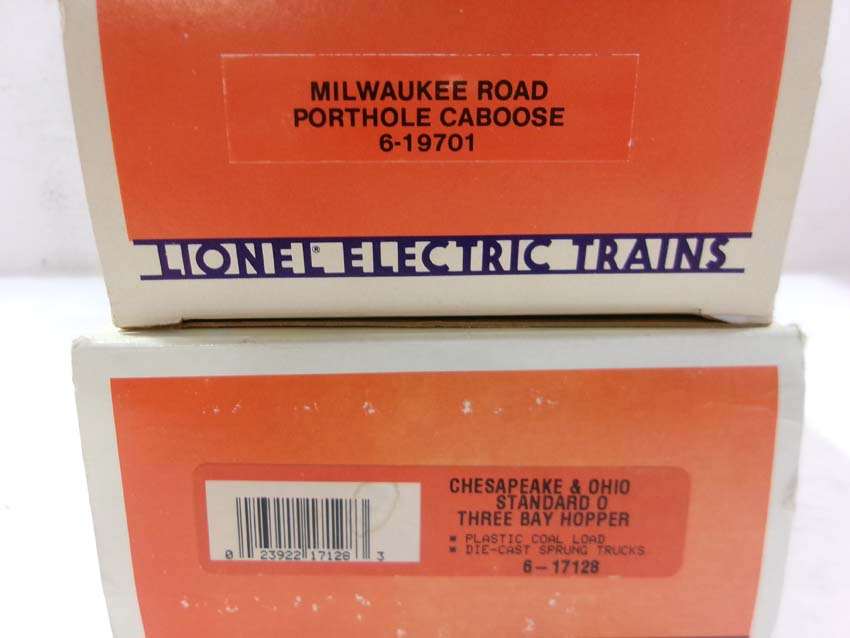 MILWAUKEE ROAD
PORTHOLE CABOOSE
6-19701
LIONEL® ELECTRIC TRAINS
CHESAPEAKE & OHIO
STANDARD O
THREE BAY HOPPER
■ PLASTIC COAL LOAD
■ DIE-CAST SPRUNG TRUCKS
6-17128
0 23922 17128 3